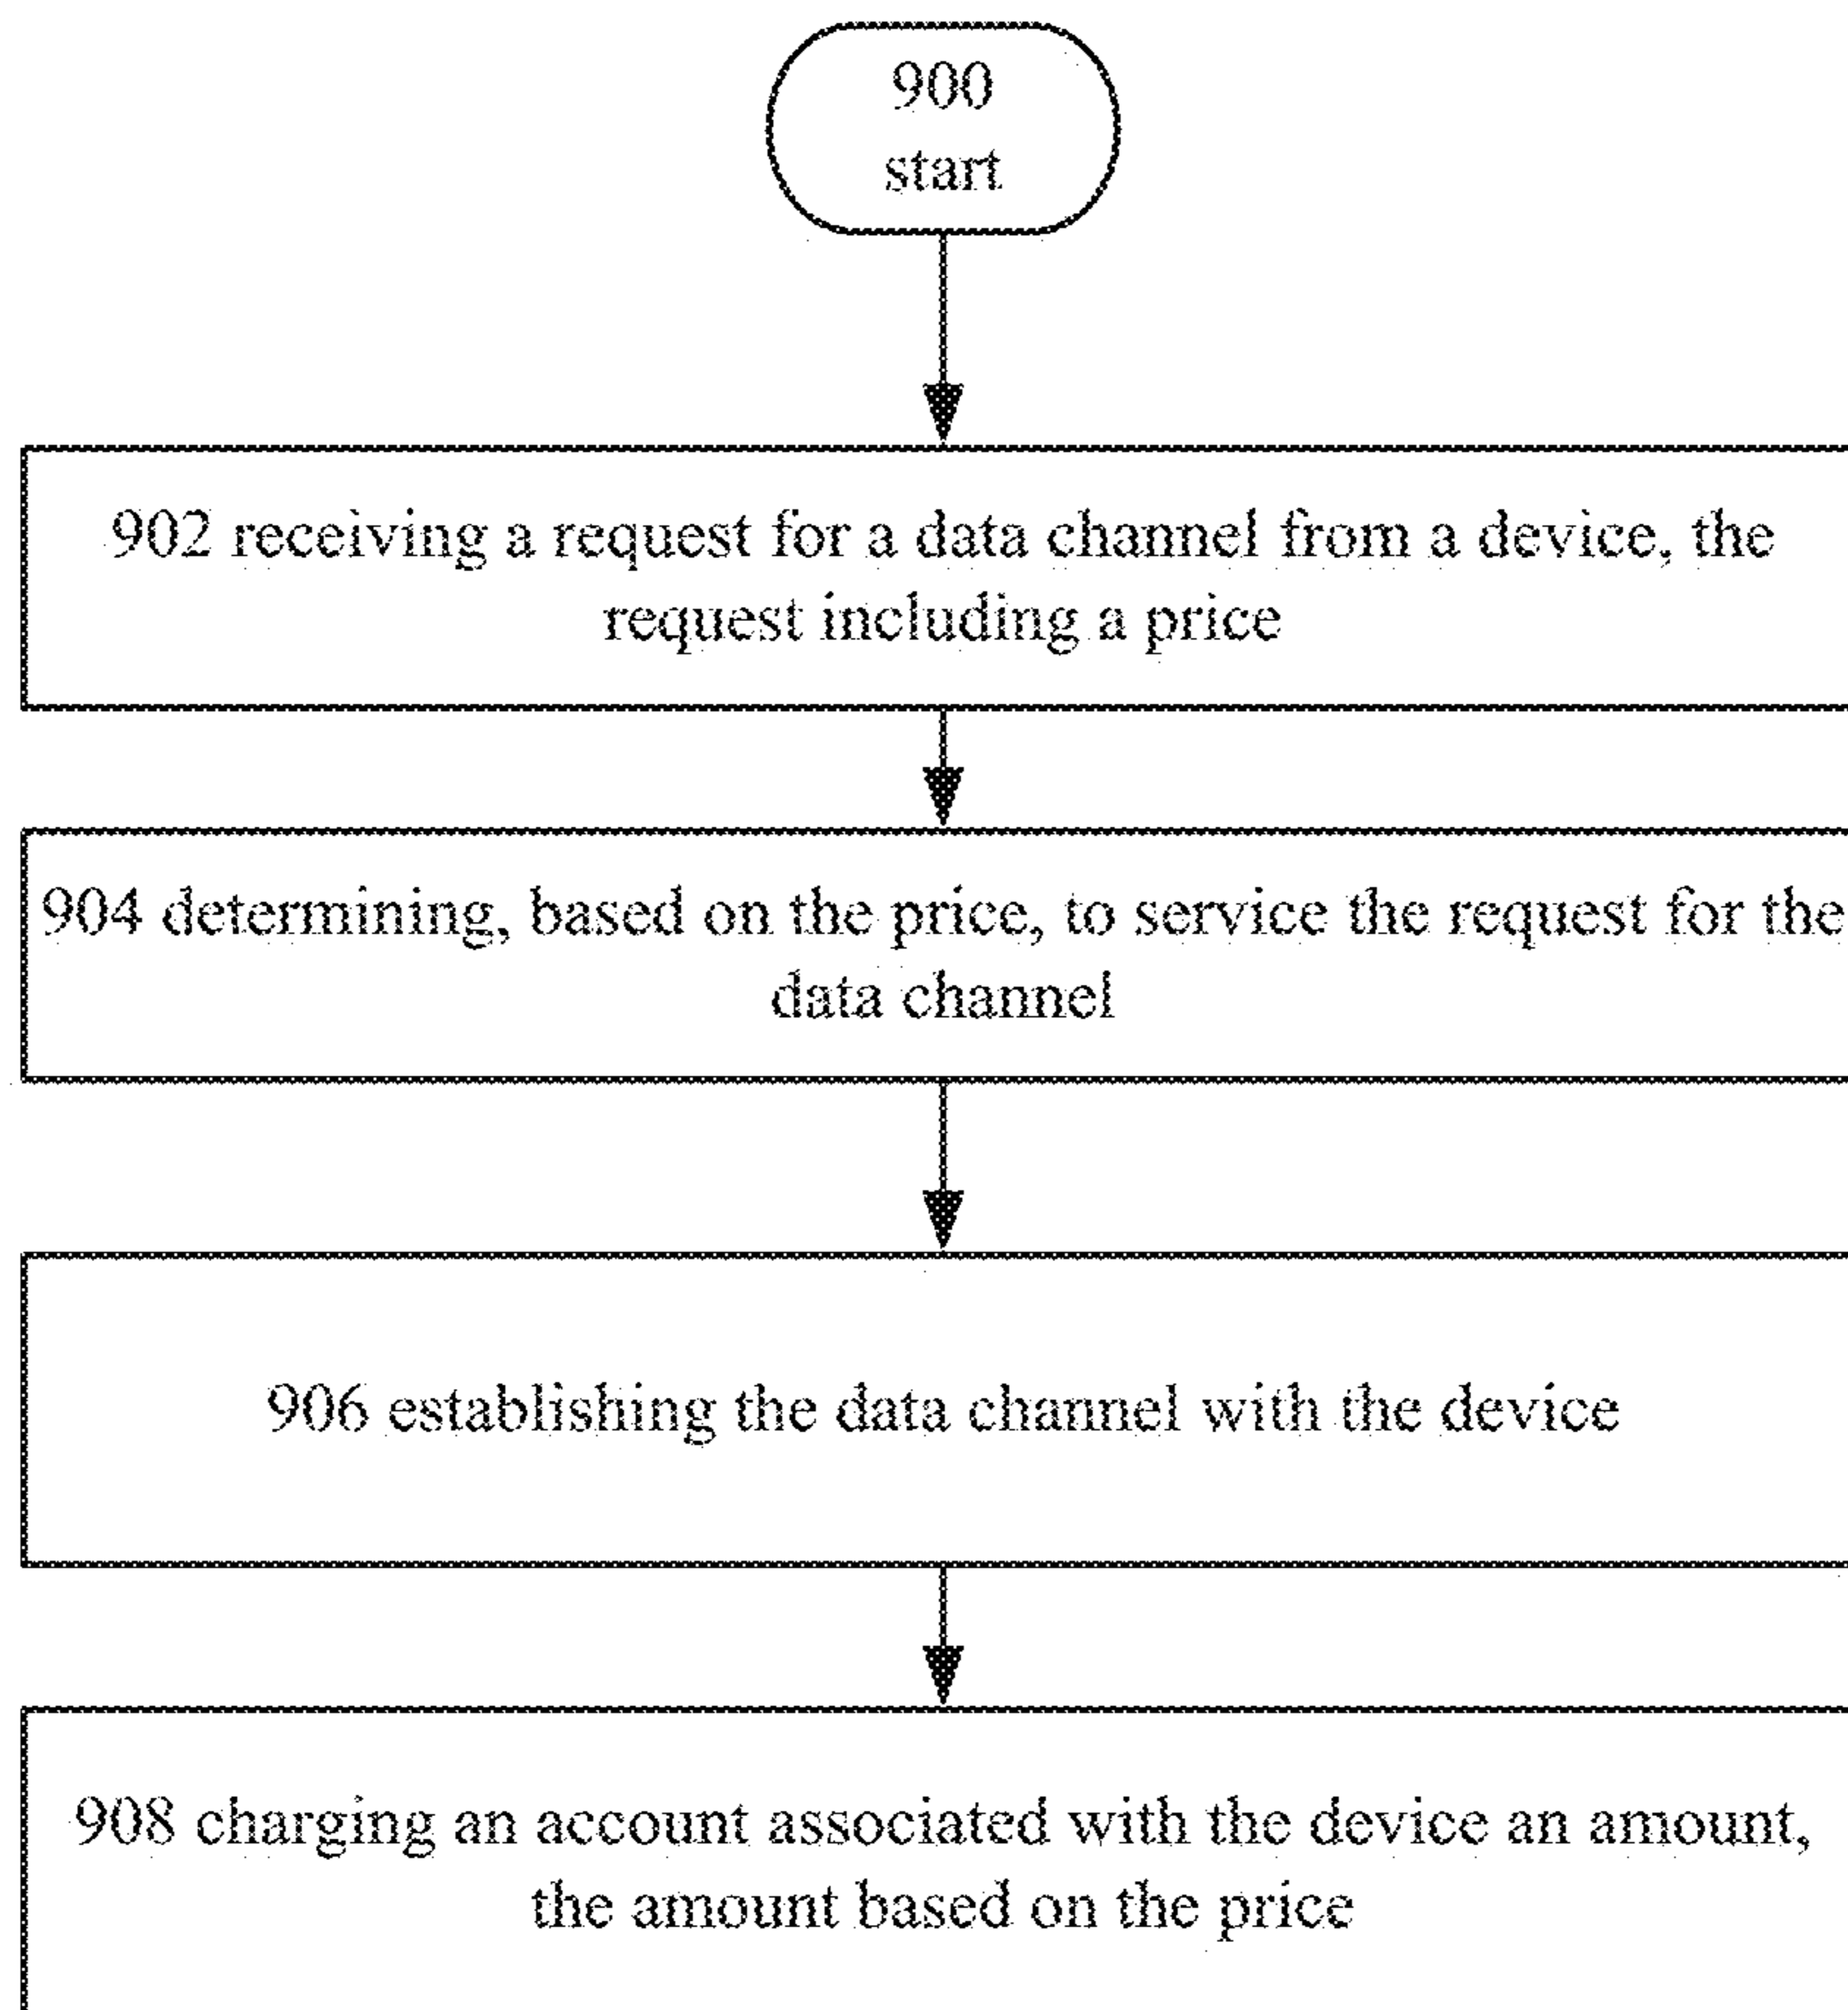 900
start
902 receiving a request for a data channel from a device, the
request including a price
904 determining, based on the price, to service the request for the
data channel
906 establishing the data channel with the device
908 charging an account associated with the device an amount,
the amount based on the price